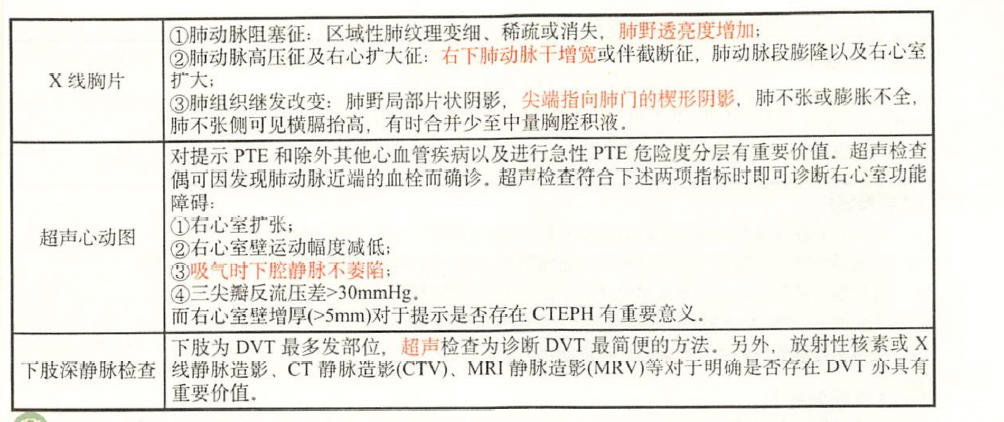 X 线胸片
①肺动脉阻塞征：区域性肺纹理变细、稀疏或消失，肺野透亮度增加；
②肺动脉高压征及右心扩大征：右下肺动脉干增宽或伴截断征，肺动脉段膨隆以及右心室
扩大；
③肺组织继发改变：肺野局部片状阴影，尖端指向肺门的楔形阴影，肺不张或膨胀不全，
肺不张侧可见横膈抬高，有时合并少至中量胸腔积液。
超声心动图
对提示 PTE 和除外其他心血管疾病以及进行急性 PTE 危险度分层有重要价值。超声检查
偶可因发现肺动脉近端的血栓而确诊。超声检查符合下述两项指标时即可诊断右心室功能
障碍：
①右心室扩张；
②右心室壁运动幅度减低；
③吸气时下腔静脉不萎陷；
④三尖瓣反流压差>30mmHg。
而右心室壁增厚(>5mm)对于提示是否存在 CTEPH 有重要意义。
下肢深静脉检查
下肢为 DVT 最多发部位，超声检查为诊断 DVT 最简便的方法。另外，放射性核素或 X
线静脉造影、CT 静脉造影(CTV)、MRI 静脉造影(MRV)等对于明确是否存在 DVT 亦具有
重要价值。